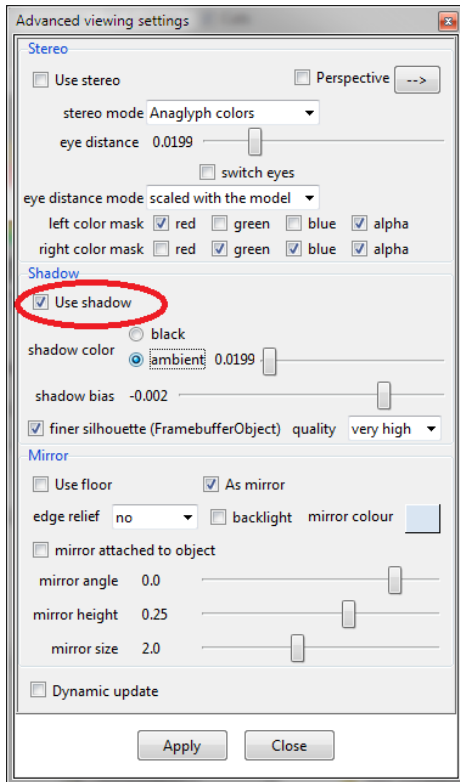 Advanced viewing settings
Stereo
Use stereo Perspective -->
stereo mode Anaglyph colors
eye distance 0.0199
switch eyes
eye distance mode scaled with the model
left color mask red green blue alpha
right color mask red green blue alpha
Shadow
Use shadow
black
shadow color
ambient 0.0199
shadow bias -0.002
finer silhouette (FramebufferObject) quality very high
Mirror
Use floor As mirror
edge relief no backlight mirror colour
mirror attached to object
mirror angle 0.0
mirror height 0.25
mirror size 2.0
Dynamic update
Apply Close